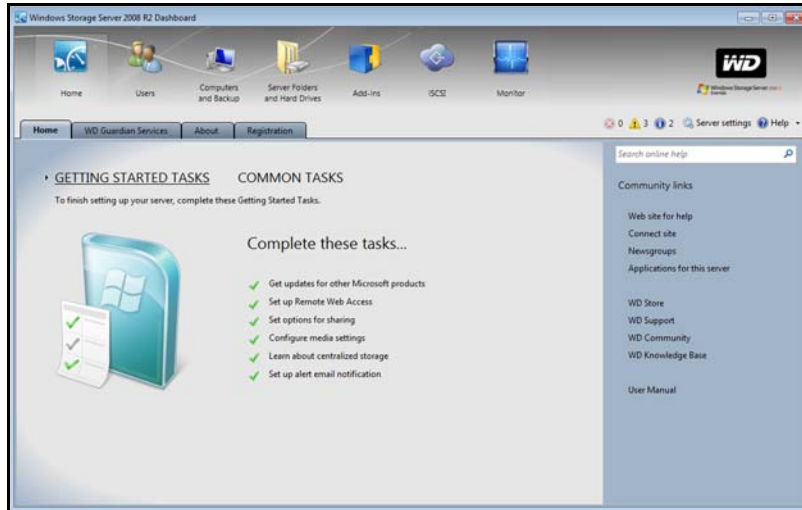 Windows Storage Server 2008 R2 Dashboard
Home
Users
Computers and Backup
Server Folders and Hard Drives
Add-ins
iSCSI
Monitor
WD
Home
WD Guardian Services
About
Registration
0 3 2 Server settings Help
Search online help
GETTING STARTED TASKS COMMON TASKS
To finish setting up your server, complete these Getting Started Tasks.
Complete these tasks...
Get updates for other Microsoft products
Set up Remote Web Access
Set options for sharing
Configure media settings
Learn about centralized storage
Set up alert email notification
Community links
Web site for help
Connect site
Newsgroups
Applications for this server
WD Store
WD Support
WD Community
WD Knowledge Base
User Manual